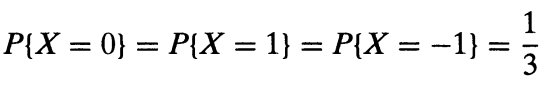 P{X = 0} = P{X = 1} = P{X = −1} = 1/3